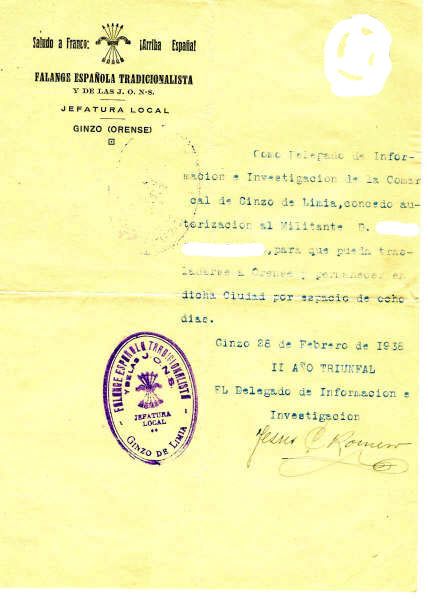 Saludo a Franco: ¡Arriba España!
FALANGE ESPAÑOLA TRADICIONALISTA
Y DE LAS J. O. N-S.
JEFATURA LOCAL
GINZO (ORENSE)
Como Delegado de Infor-
macion e Investigacion de la Comar
cal de Ginzo de Limia,concedo au-
torizacion al Militante D.
,para que pueda tras-
ladarse a Orense y permanecer en
dicha Ciudad por espacio de ocho
dias.
Ginzo 28 de Febrero de 1938
II AÑO TRIUNFAL
EL Delegado de Informacion e
Investigacion
Jesus C. Romero
FALANGE ESPAÑOLA TRADICIONALISTA
Y DE LAS J.O.N.S.
JEFATURA
LOCAL
GINZO DE LIMIA